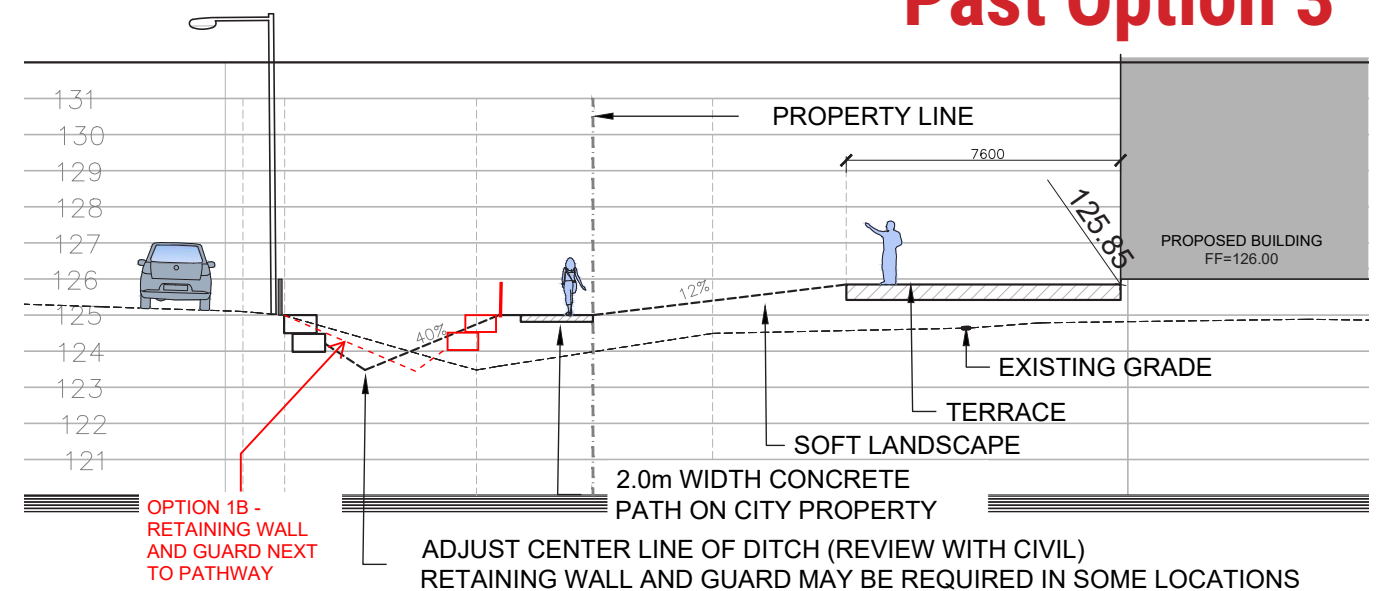 Past Option 3
131
130
129
128
127
126
125
124
123
122
121
PROPERTY LINE
7600
125.85
PROPOSED BUILDING
FF=126.00
12%
40%
EXISTING GRADE
TERRACE
SOFT LANDSCAPE
2.0m WIDTH CONCRETE
PATH ON CITY PROPERTY
OPTION 1B -
RETAINING WALL
AND GUARD NEXT
TO PATHWAY
ADJUST CENTER LINE OF DITCH (REVIEW WITH CIVIL)
RETAINING WALL AND GUARD MAY BE REQUIRED IN SOME LOCATIONS